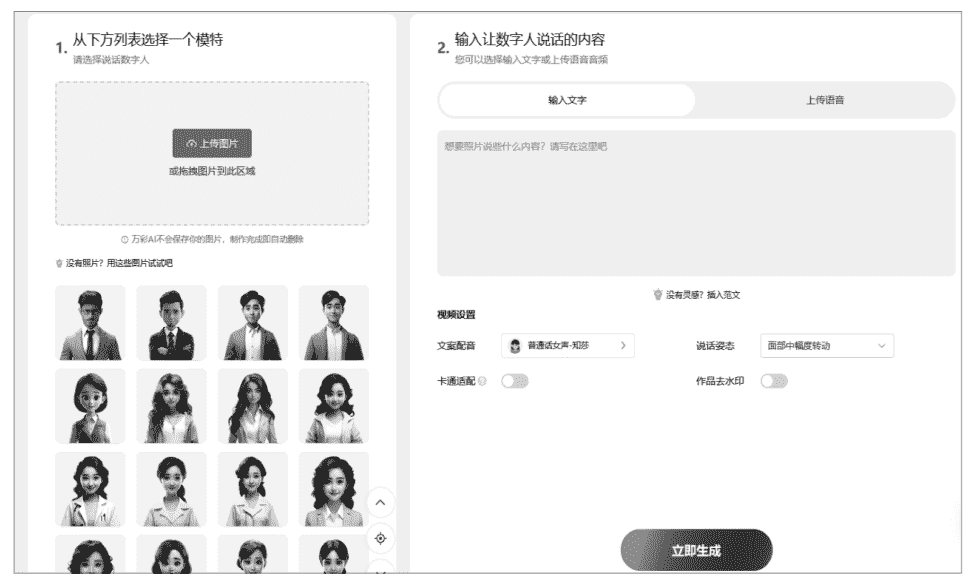 1. 从下方列表选择一个模特
请选择说话数字人
上传图片
或拖拽图片到此区域
万彩AI不会保存你的图片，制作完成即自动删除
没有照片？用这些图片试试吧
2. 输入让数字人说话的内容
您可以选择输入文字或上传语音音频
输入文字
上传语音
想要照片说些什么内容？请写在这里吧
没有灵感？插入范文
视频设置
文案配音
普通话女声-知莎
说话姿态
面部中幅度转动
卡通适配
作品去水印
立即生成